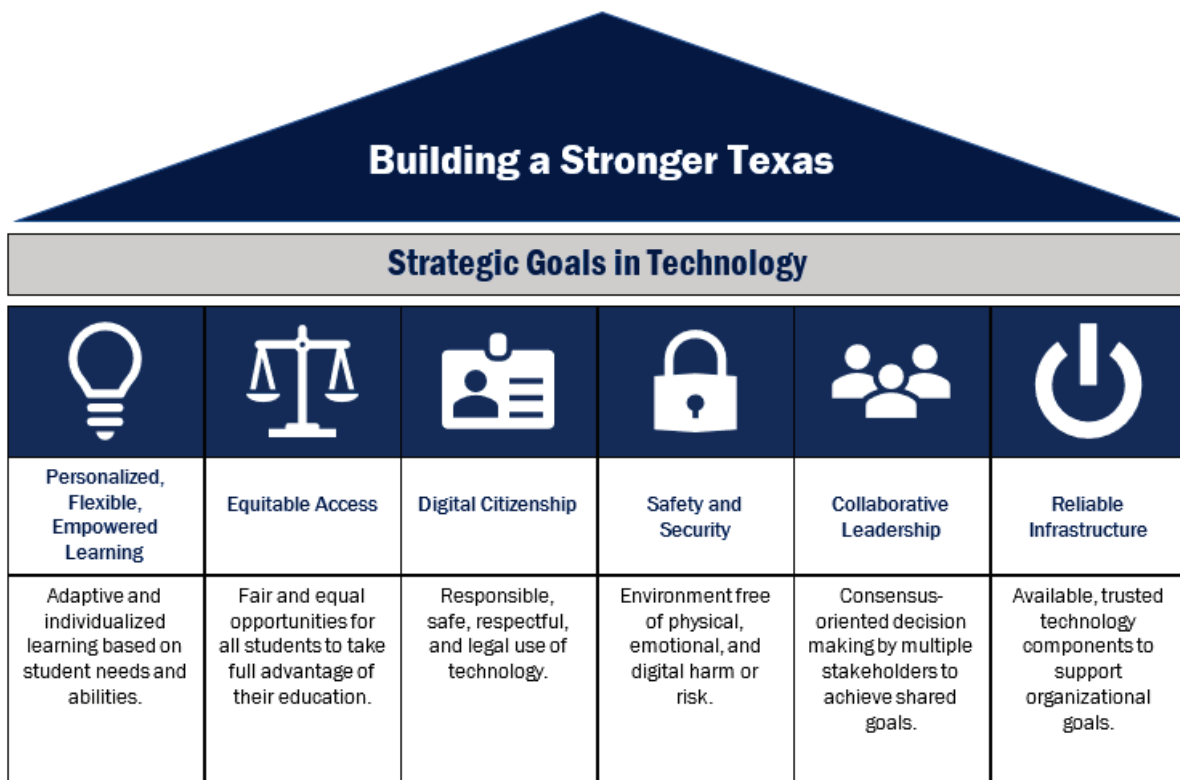 Building a Stronger Texas
Strategic Goals in Technology
Personalized,
Flexible,
Empowered
Learning
Equitable Access
Digital Citizenship
Safety and
Security
Collaborative
Leadership
Reliable
Infrastructure
Adaptive and
individualized
learning based on
student needs and
abilities.
Fair and equal
opportunities for
all students to take
full advantage of
their education.
Responsible,
safe, respectful,
and legal use of
technology.
Environment free
of physical,
emotional, and
digital harm or
risk.
Consensus-
oriented decision
making by multiple
stakeholders to
achieve shared
goals.
Available, trusted
technology
components to
support
organizational
goals.